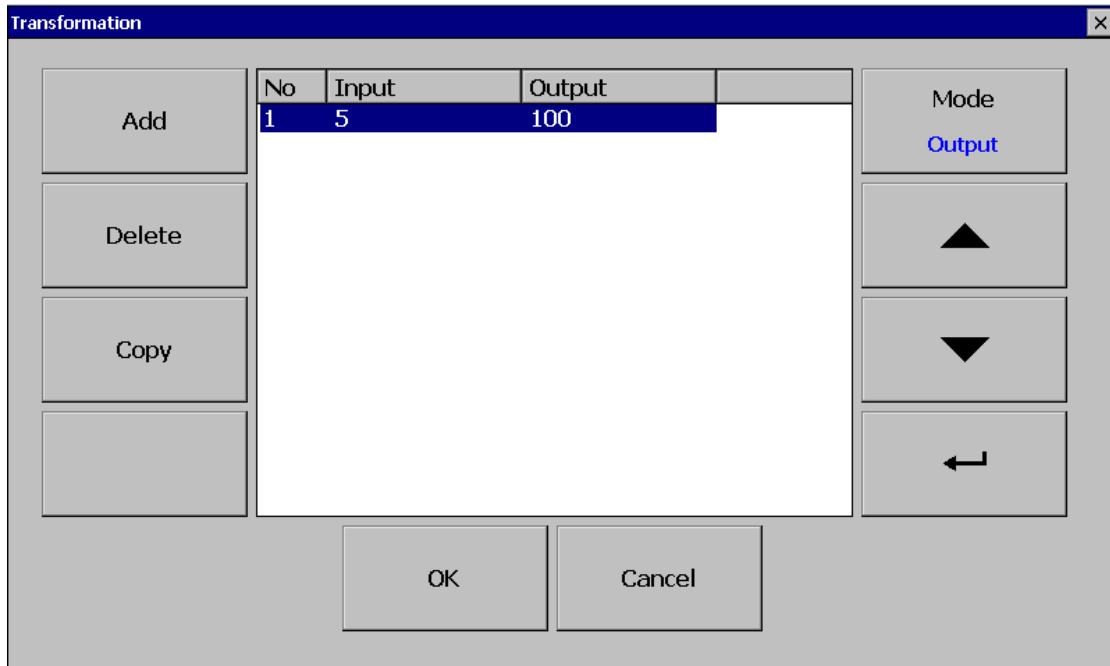 Transformation
No Input Output
1 5 100
Add
Delete
Copy
Mode
Output
OK
Cancel